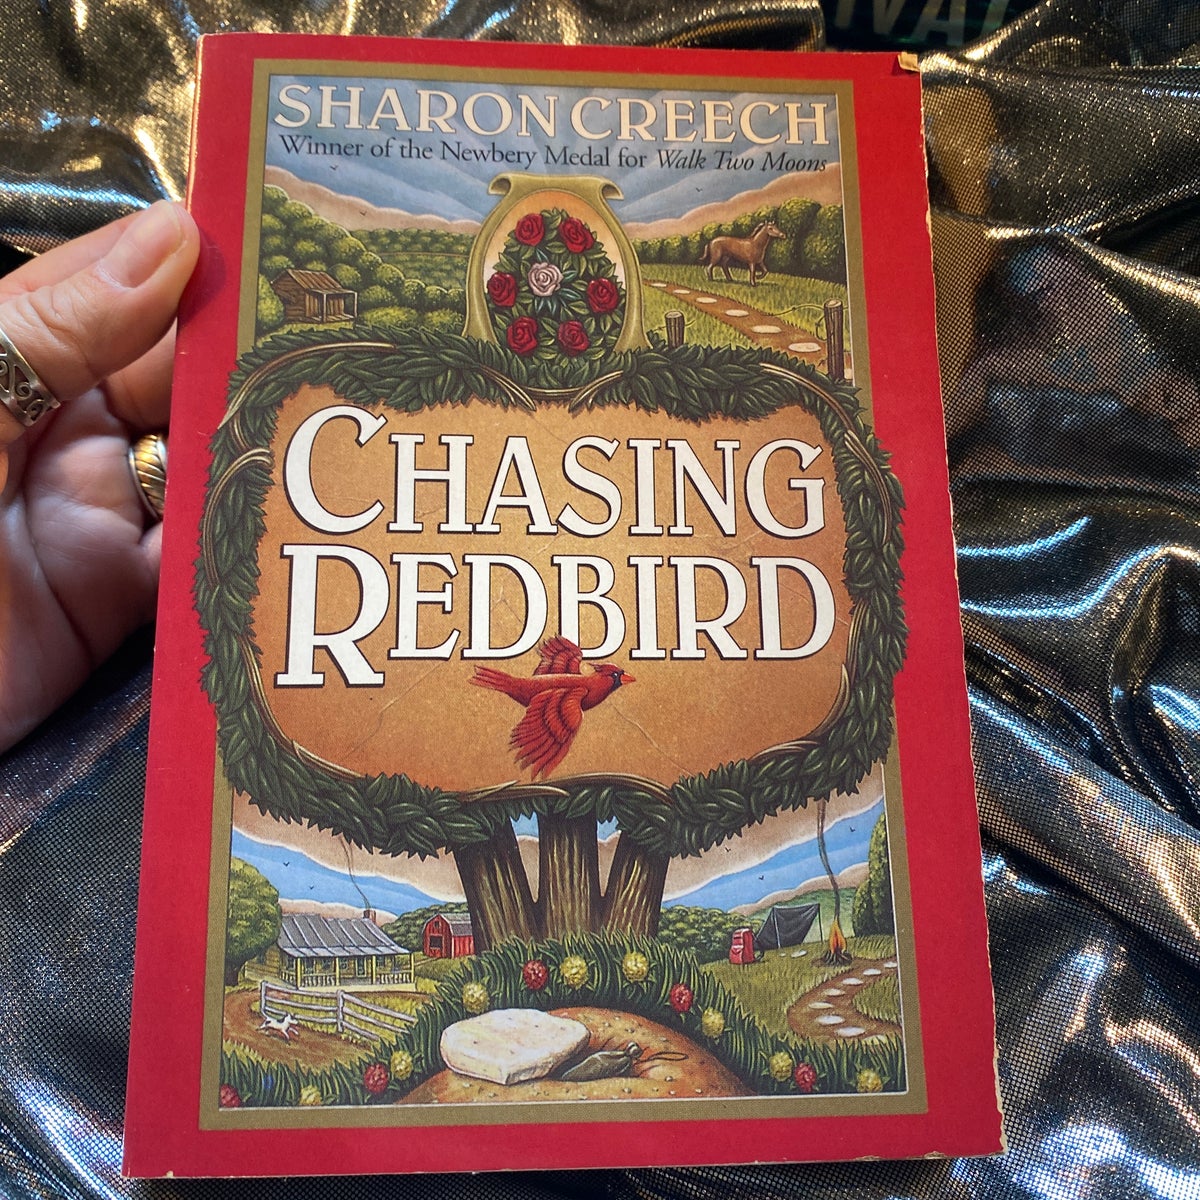 SHARON CREECH
Winner of the Newbery Medal for Walk Two Moons
CHASING
REDBIRD